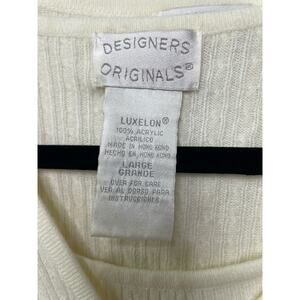 DESIGNERS
ORIGINALS®
LUXELON®
100% ACRYLIC
ACRILICO
MADE IN HONG KONG
HECHO EN HONG KONG
LARGE
GRANDE
OVER FOR CARE
VER AL DORSO PARA
INSTRUCCIONES